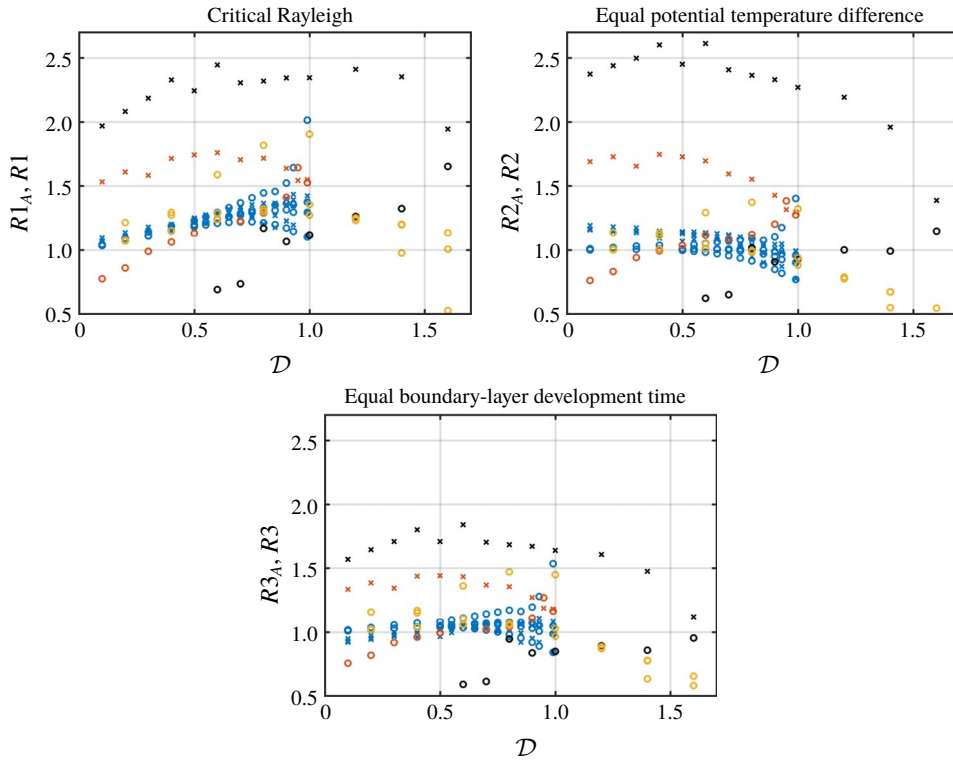 Critical Rayleigh
2.5
2.0
1.5
1.0
0.5
R1_A, R1
0 0.5 1.0 1.5
𝒟
Equal potential temperature difference
2.5
2.0
1.5
1.0
0.5
R2_A, R2
0 0.5 1.0 1.5
𝒟
Equal boundary-layer development time
2.5
2.0
1.5
1.0
0.5
R3_A, R3
0 0.5 1.0 1.5
𝒟